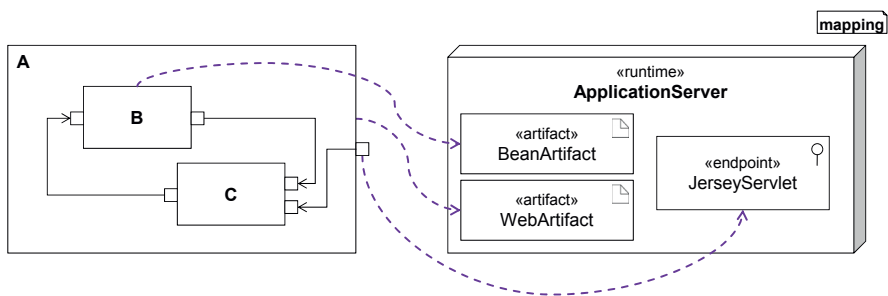 mapping
A
B
C
«runtime»
ApplicationServer
«artifact»
BeanArtifact
«artifact»
WebArtifact
«endpoint»
JerseyServlet